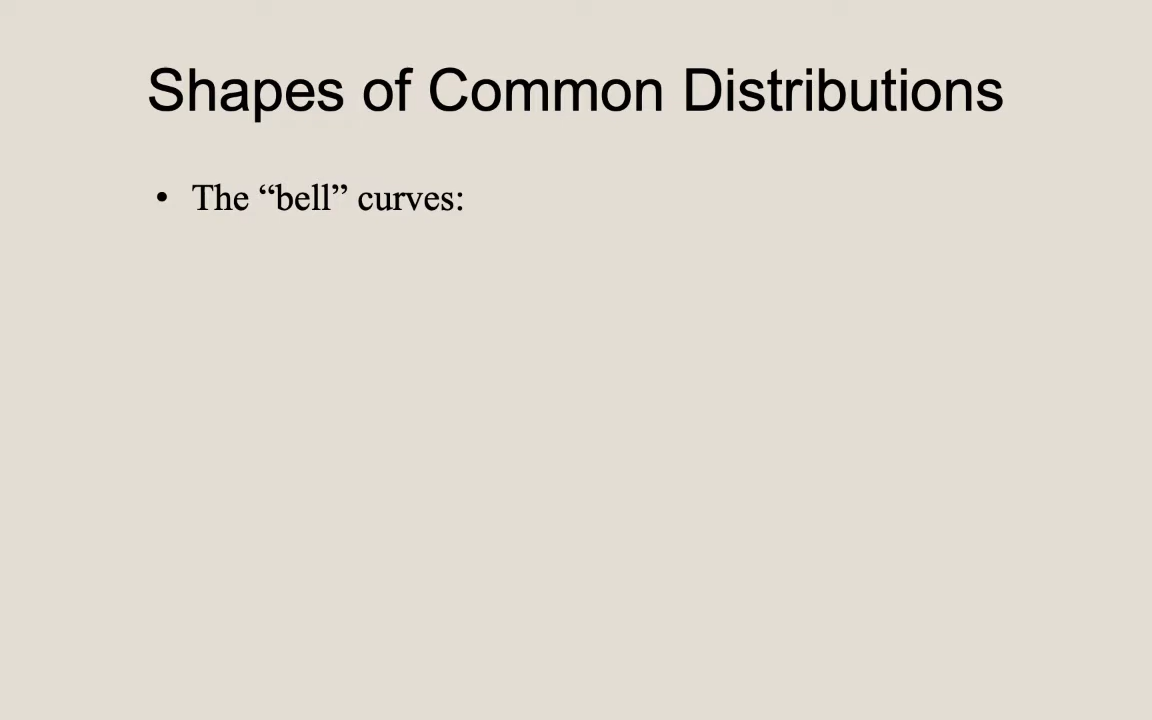 Shapes of Common Distributions
• The “bell” curves: